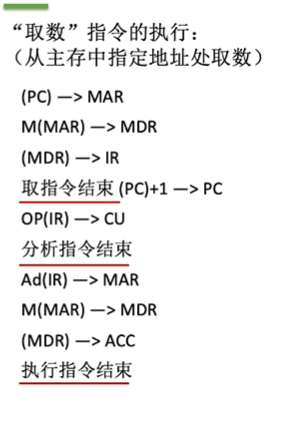 “取数”指令的执行：
（从主存中指定地址处取数）
(PC) —> MAR
M(MAR) —> MDR
(MDR) —> IR
取指令结束 (PC)+1 —> PC
OP(IR) —> CU
分析指令结束
Ad(IR) —> MAR
M(MAR) —> MDR
(MDR) —> ACC
执行指令结束